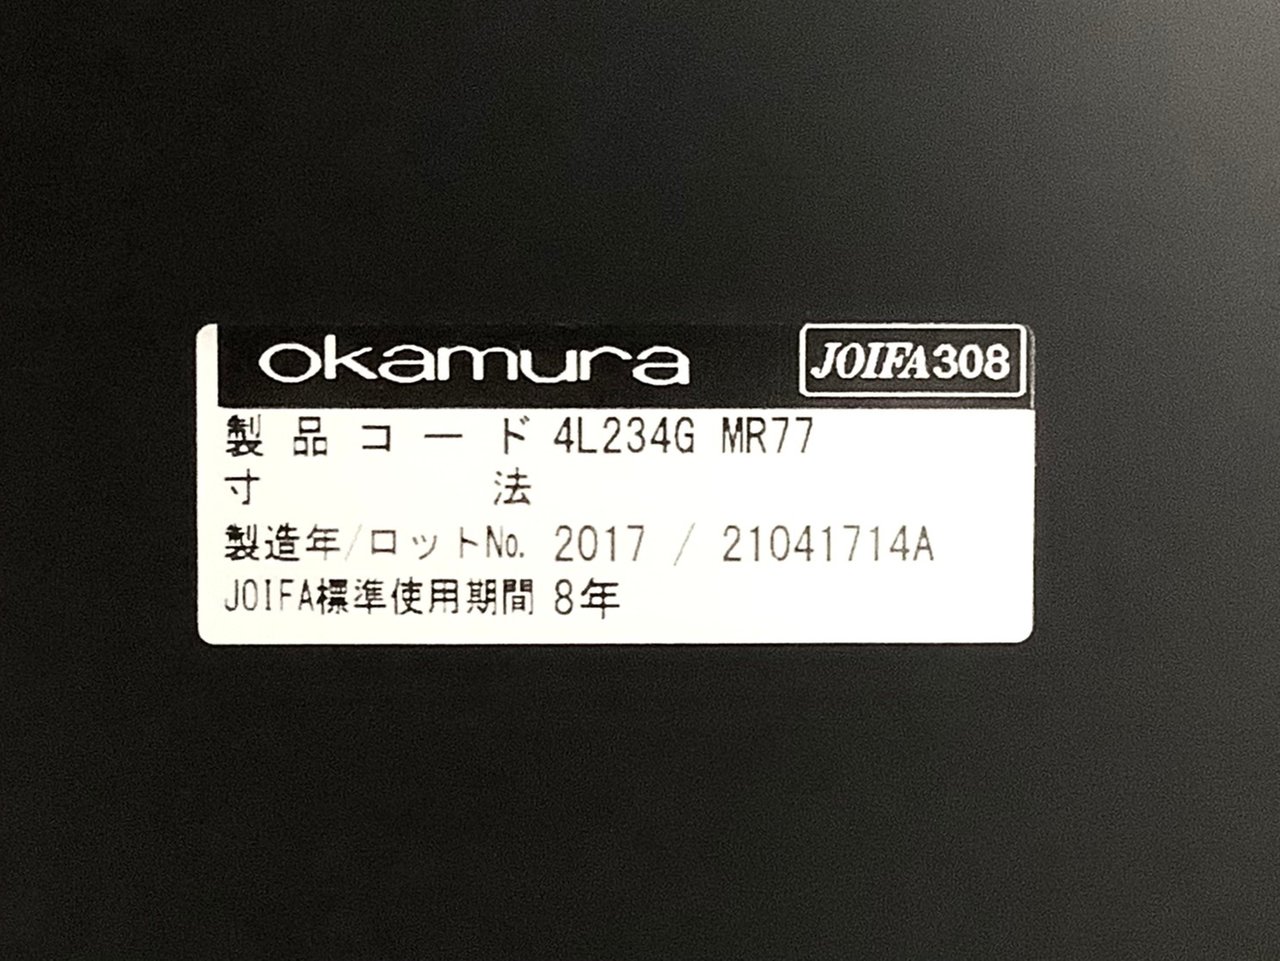 okamura JOIFA308
製品コード 4L234G MR77
寸法
製造年/ロットNo. 2017 / 21041714A
JOIFA標準使用期間 8年